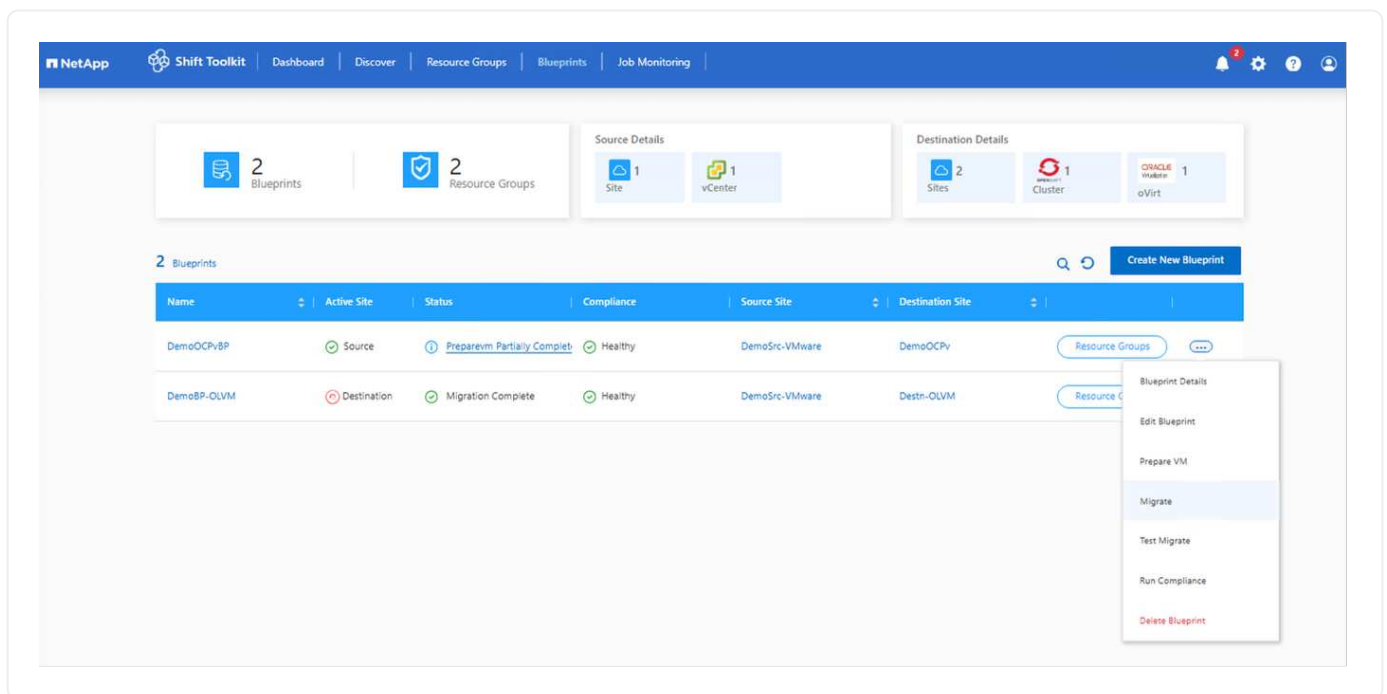 NetApp Shift Toolkit Dashboard Discover Resource Groups Blueprints Job Monitoring 2
2 Blueprints
2 Resource Groups
Source Details
1 Site
1 vCenter
Destination Details
2 Sites
1 Cluster
ORACLE
1 oVirt
2 Blueprints
Create New Blueprint
Name Active Site Status Compliance Source Site Destination Site
DemoOCPvBP Source Preparevm Partially Complet Healthy DemoSrc-VMware DemoOCPv Resource Groups ...
DemoBP-OLVM Destination Migration Complete Healthy DemoSrc-VMware Destn-OLVM Resource G
Blueprint Details
Edit Blueprint
Prepare VM
Migrate
Test Migrate
Run Compliance
Delete Blueprint